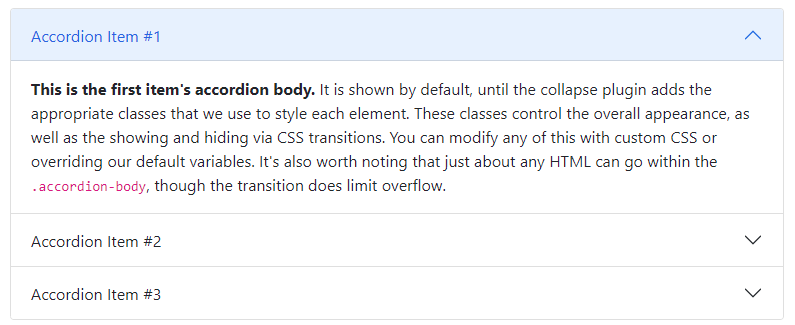 Accordion Item #1
This is the first item's accordion body. It is shown by default, until the collapse plugin adds the
appropriate classes that we use to style each element. These classes control the overall appearance, as
well as the showing and hiding via CSS transitions. You can modify any of this with custom CSS or
overriding our default variables. It's also worth noting that just about any HTML can go within the
.accordion-body, though the transition does limit overflow.
Accordion Item #2
Accordion Item #3